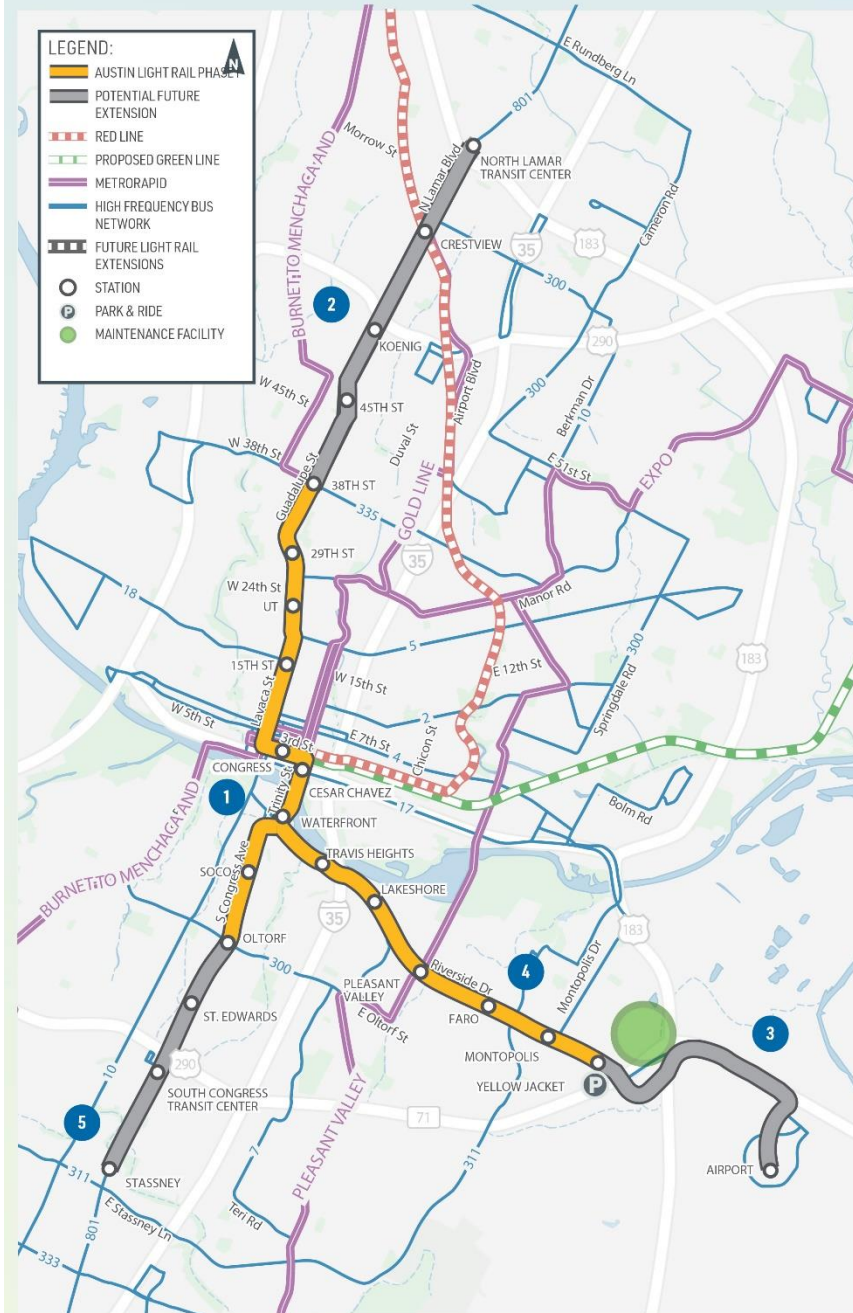 LEGEND:
N
AUSTIN LIGHT RAIL PHASE 1
POTENTIAL FUTURE
EXTENSION
RED LINE
PROPOSED GREEN LINE
METRORAPID
HIGH FREQUENCY BUS
NETWORK
FUTURE LIGHT RAIL
EXTENSIONS
STATION
P
PARK & RIDE
MAINTENANCE FACILITY
E Rundberg Ln
801
BURNET TO MENCHACA AND
Morrow St
N Lamar Blvd
NORTH LAMAR
TRANSIT CENTER
Cameron Rd
CRESTVIEW
35
183
300
2
KOENIG
290
Airport Blvd
300
W 45th St
45TH ST
Duval St
Berkman Dr
10
W 38th St
Guadalupe St
38TH ST
E 51st St
EXPO
GOLD LINE
335
35
29TH ST
W 24th St
UT
Manor Rd
18
5
300
183
15TH ST
W 15th St
E 12th St
Springdale Rd
Lavaca St
W 5th St
2
3rd St
E 7th St
4
Chicon St
CONGRESS
CESAR CHAVEZ
17
Bolm Rd
1
Trinity St
WATERFRONT
TRAVIS HEIGHTS
BURNET TO MENCHACA AND
SOCO
S Congress Ave
LAKESHORE
35
183
OLTORF
300
Riverside Dr
4
Montopolis Dr
PLEASANT
VALLEY
E Oltorf St
FARO
3
ST. EDWARDS
MONTOPOLIS
YELLOW JACKET
P
290
10
SOUTH CONGRESS
TRANSIT CENTER
71
5
7
PLEASANT VALLEY
311
AIRPORT
STASSNEY
311
E Stassney Ln
Teri Rd
801
333